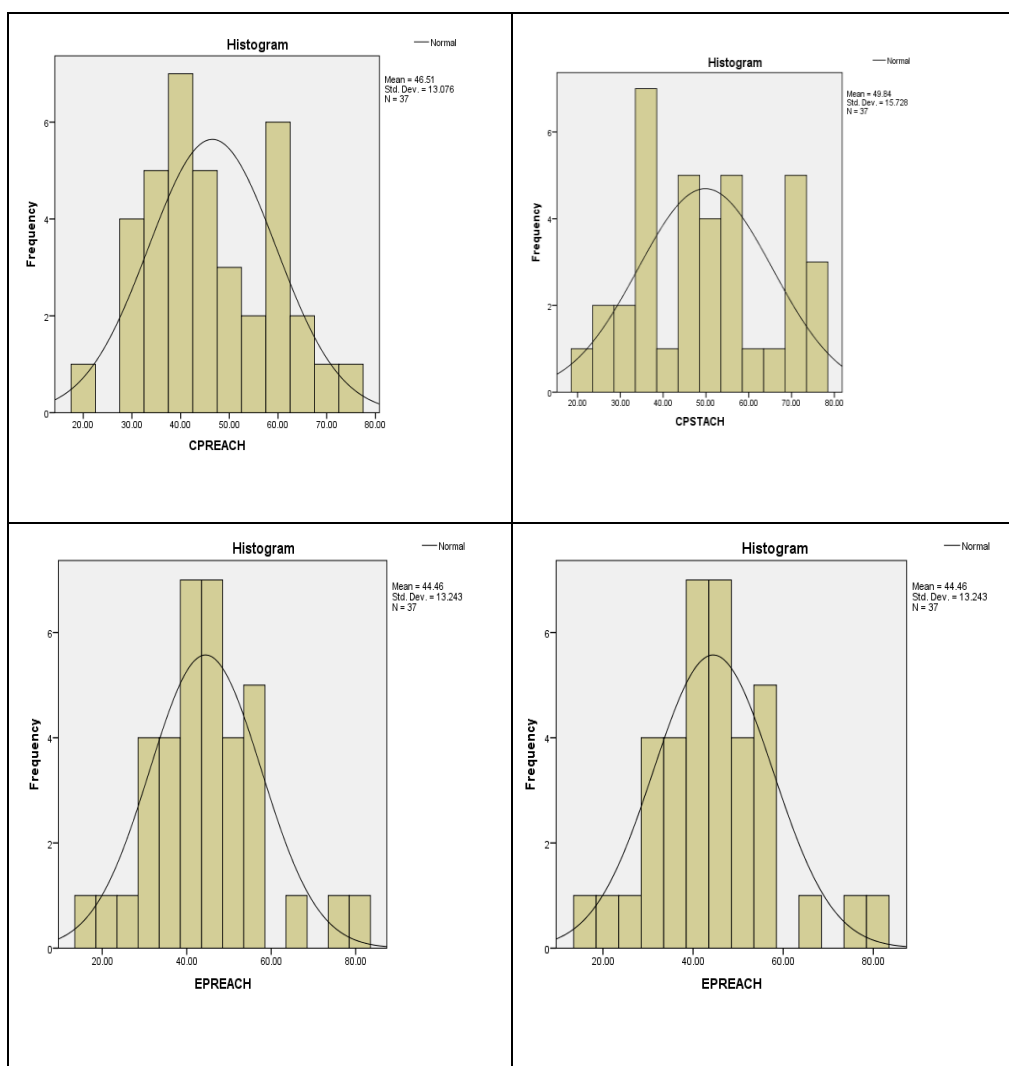 Histogram
Normal
Mean = 46.51
Std. Dev. = 13.076
N = 37
Frequency
6
4
2
0
20.00 30.00 40.00 50.00 60.00 70.00 80.00
CPREACH
Histogram
Normal
Mean = 49.84
Std. Dev. = 15.728
N = 37
Frequency
6
4
2
0
20.00 30.00 40.00 50.00 60.00 70.00 80.00
CPSTACH
Histogram
Normal
Mean = 44.46
Std. Dev. = 13.243
N = 37
Frequency
6
4
2
0
20.00 40.00 60.00 80.00
EPREACH
Histogram
Normal
Mean = 44.46
Std. Dev. = 13.243
N = 37
Frequency
6
4
2
0
20.00 40.00 60.00 80.00
EPREACH